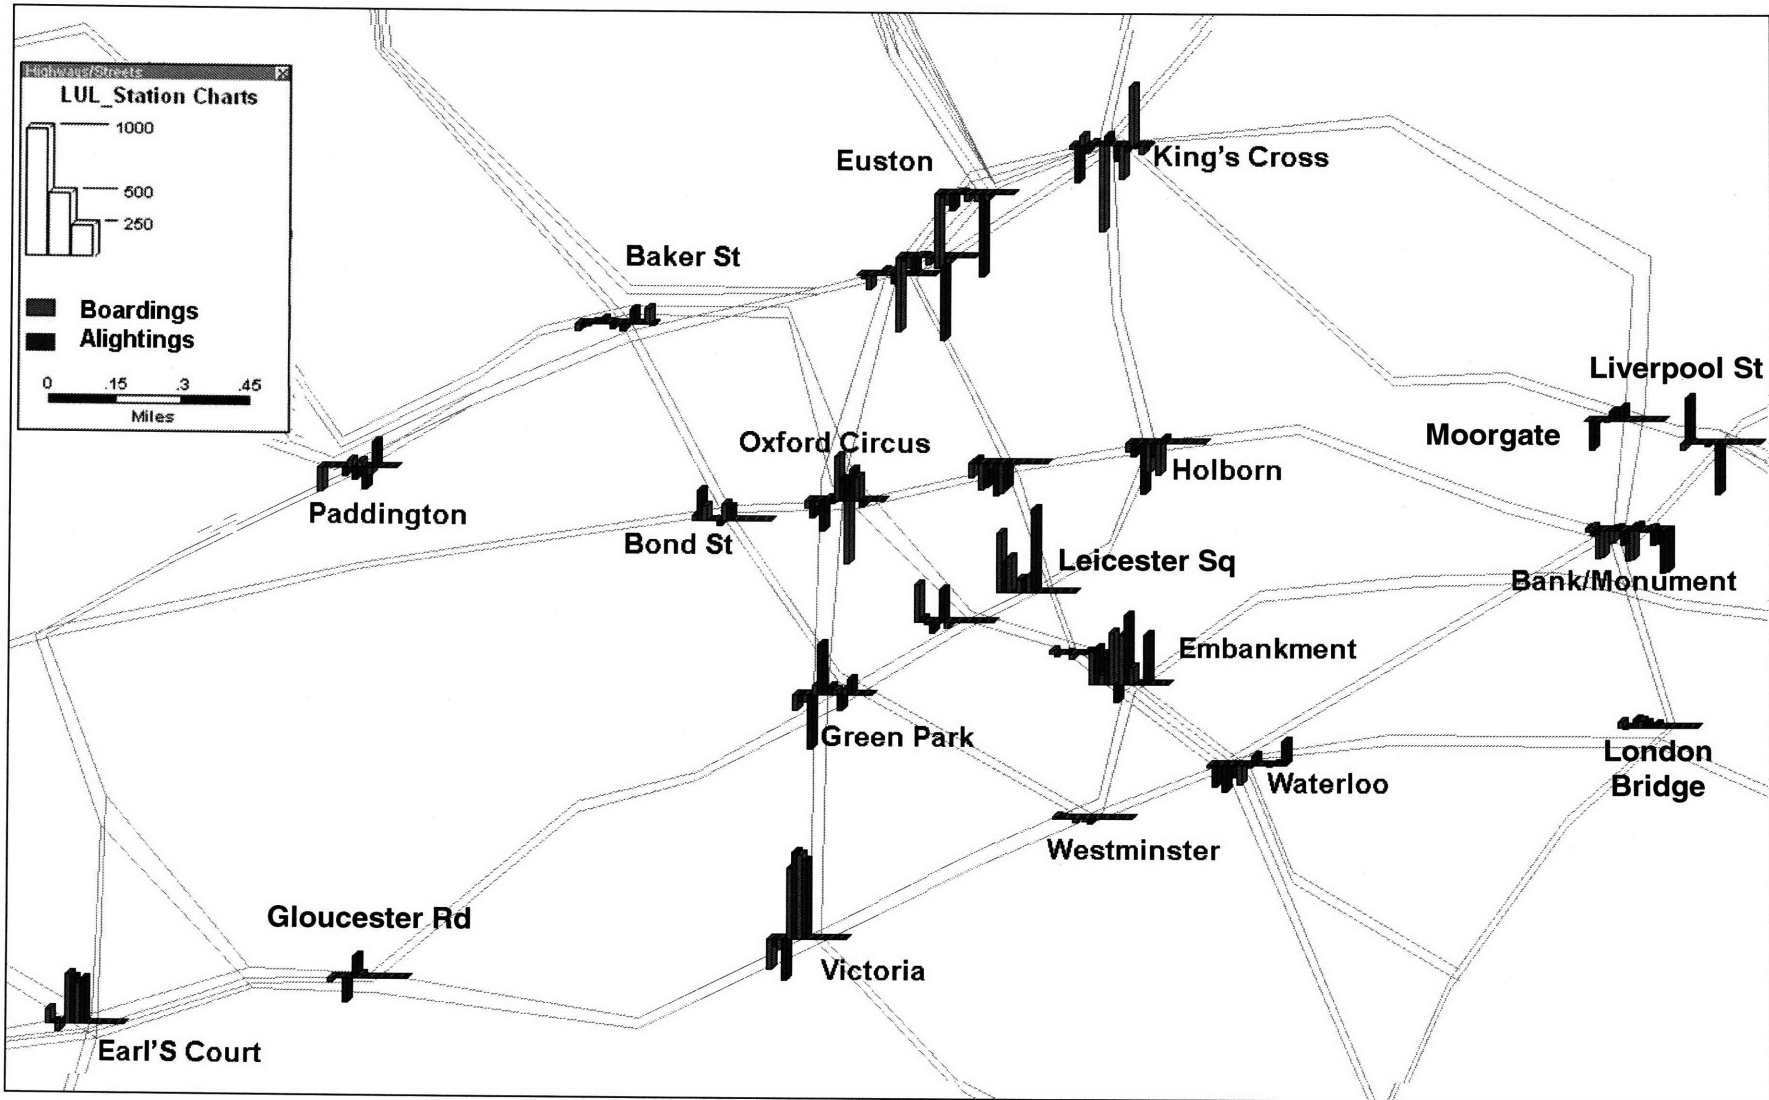 Highways/Streets
LUL_Station Charts
1000
500
250
Boardings
Alightings
0 .15 .3 .45
Miles
Euston
King's Cross
Baker St
Liverpool St
Moorgate
Oxford Circus
Holborn
Paddington
Bond St
Leicester Sq
Bank/Monument
Embankment
Green Park
London
Bridge
Waterloo
Westminster
Gloucester Rd
Victoria
Earl'S Court